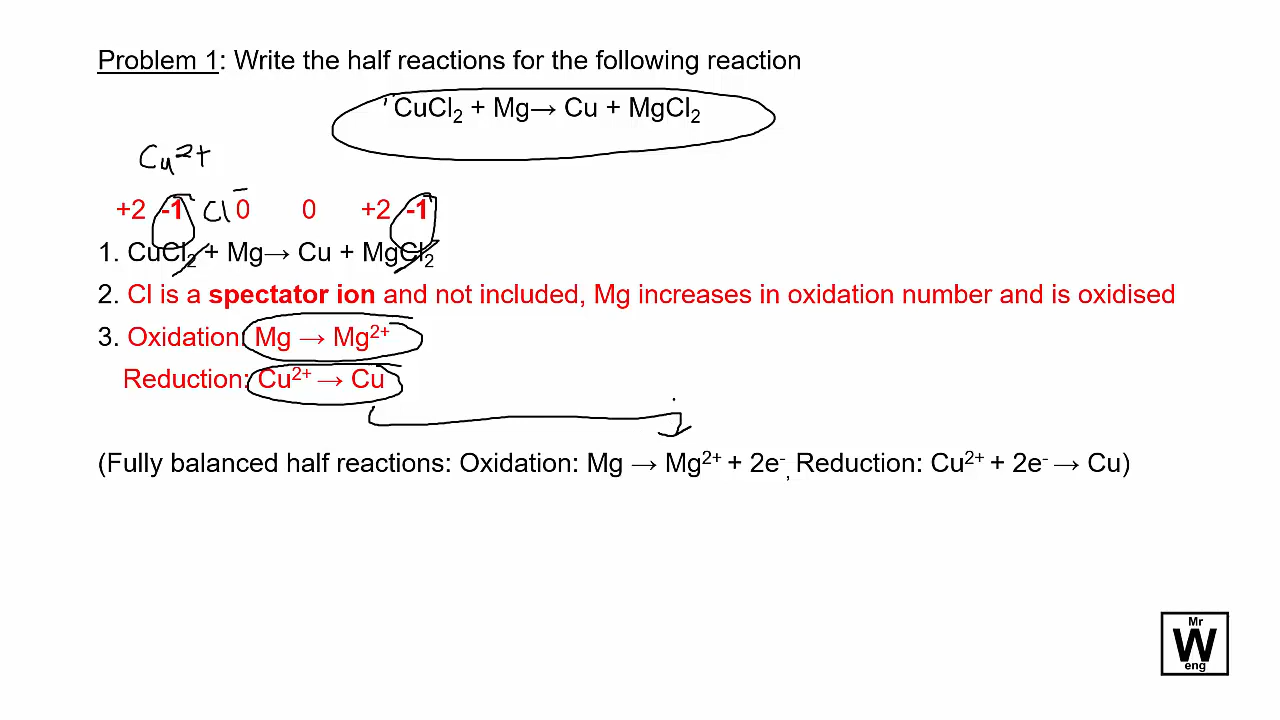 Problem 1: Write the half reactions for the following reaction
CuCl₂ + Mg→ Cu + MgCl₂
Cu²⁺
+2 -1 Cl⁻ 0 0 +2 -1
1. CuCl₂ + Mg→ Cu + MgCl₂
2. Cl is a spectator ion and not included, Mg increases in oxidation number and is oxidised
3. Oxidation: Mg → Mg²⁺
Reduction: Cu²⁺ → Cu
(Fully balanced half reactions: Oxidation: Mg → Mg²⁺ + 2e⁻, Reduction: Cu²⁺ + 2e⁻ → Cu)
Mr
W
eng